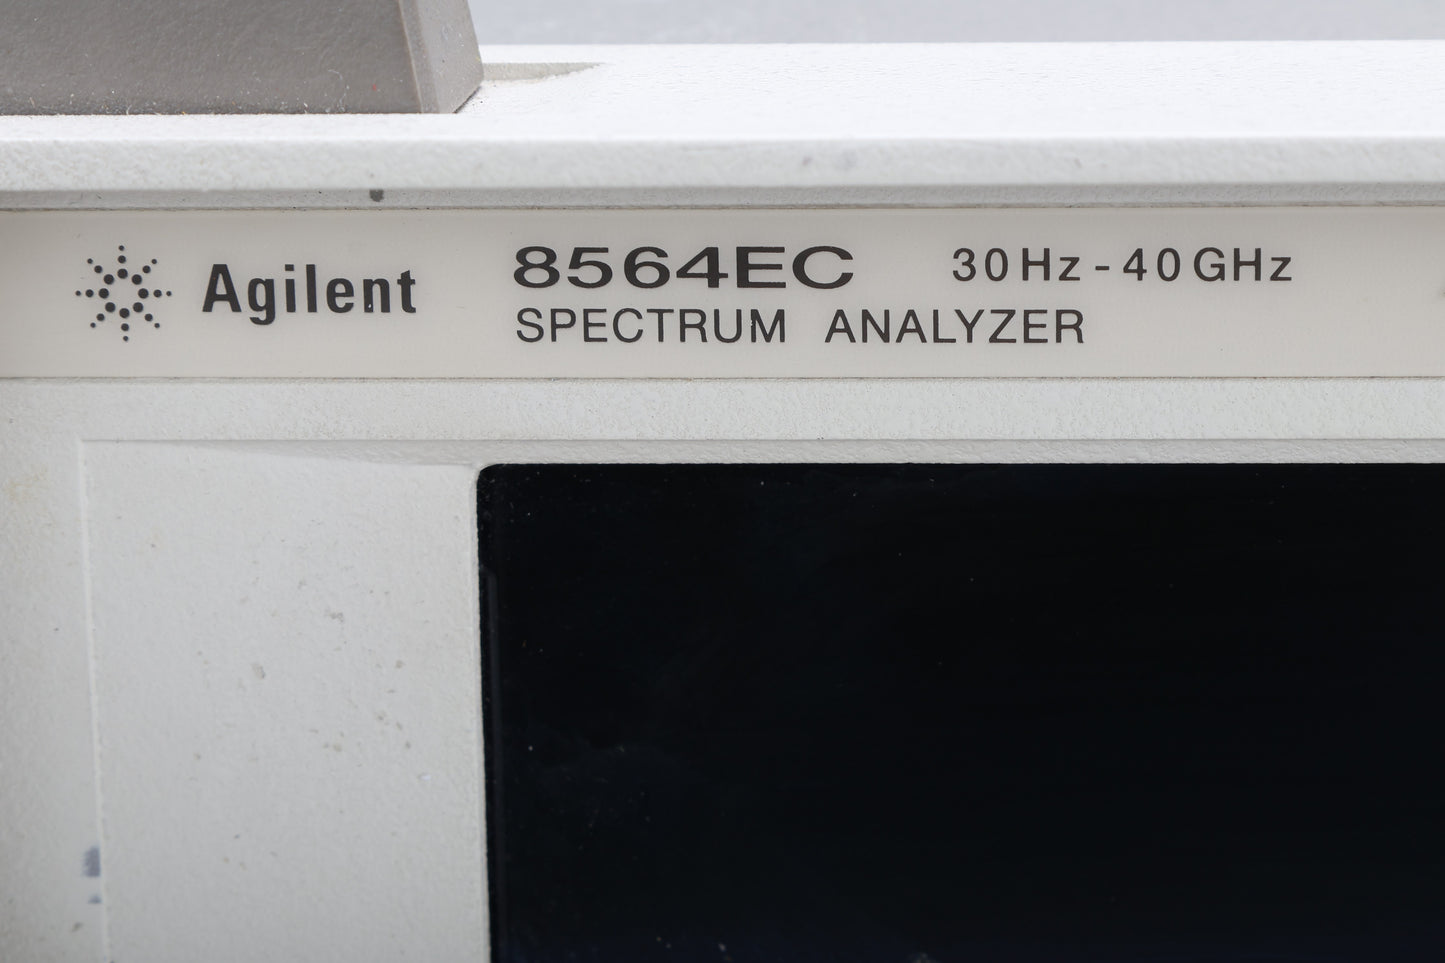 Agilent
8564EC 30Hz - 40GHz
SPECTRUM ANALYZER